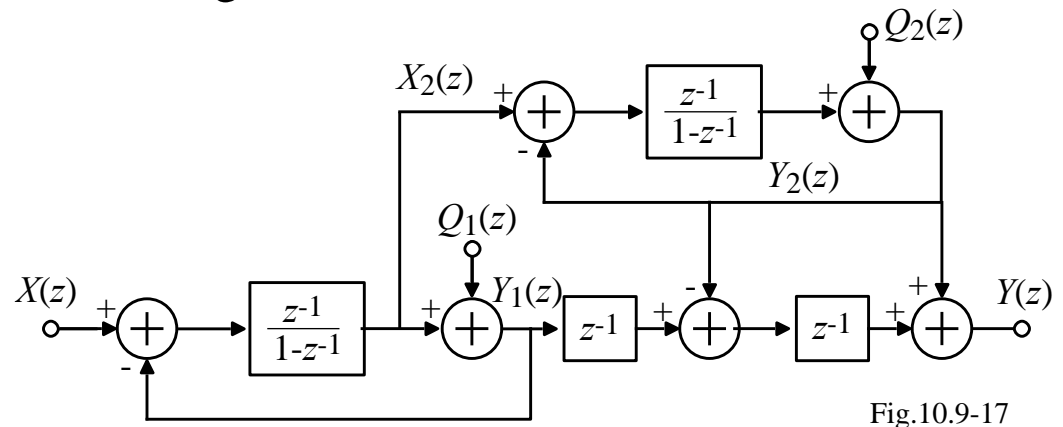 Q2(z)
X2(z)
+
z-1
1-z-1
+
-
Y2(z)
Q1(z)
X(z)
+
z-1
1-z-1
+
Y1(z)
z-1
+
-
z-1
+
+
Y(z)
-
Fig.10.9-17